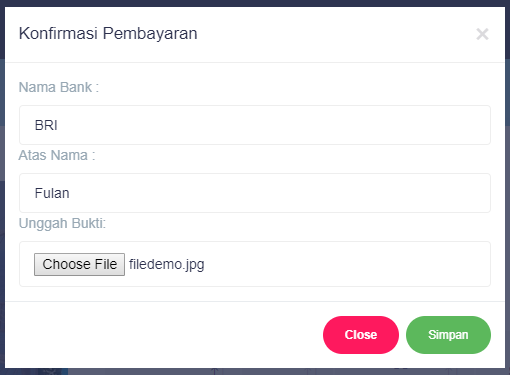 Konfirmasi Pembayaran ×
Nama Bank :
BRI
Atas Nama :
Fulan
Unggah Bukti:
Choose File filedemo.jpg
Close Simpan